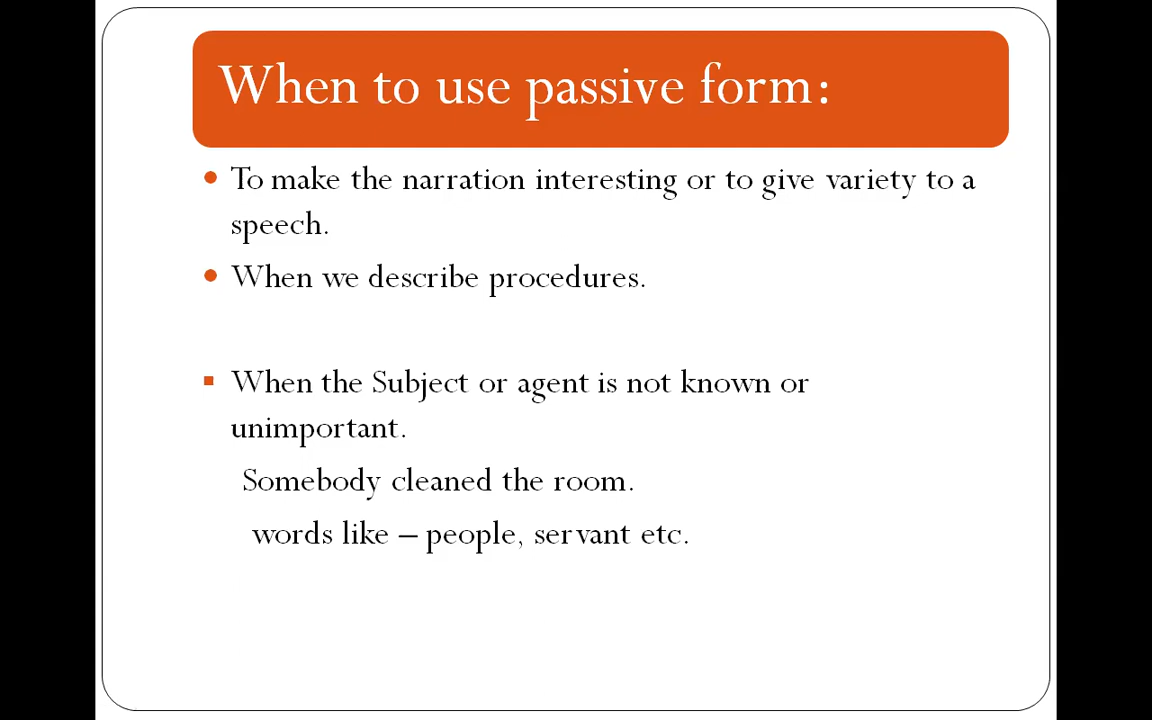 When to use passive form:
To make the narration interesting or to give variety to a
speech.
When we describe procedures.
When the Subject or agent is not known or
unimportant.
Somebody cleaned the room.
words like – people, servant etc.